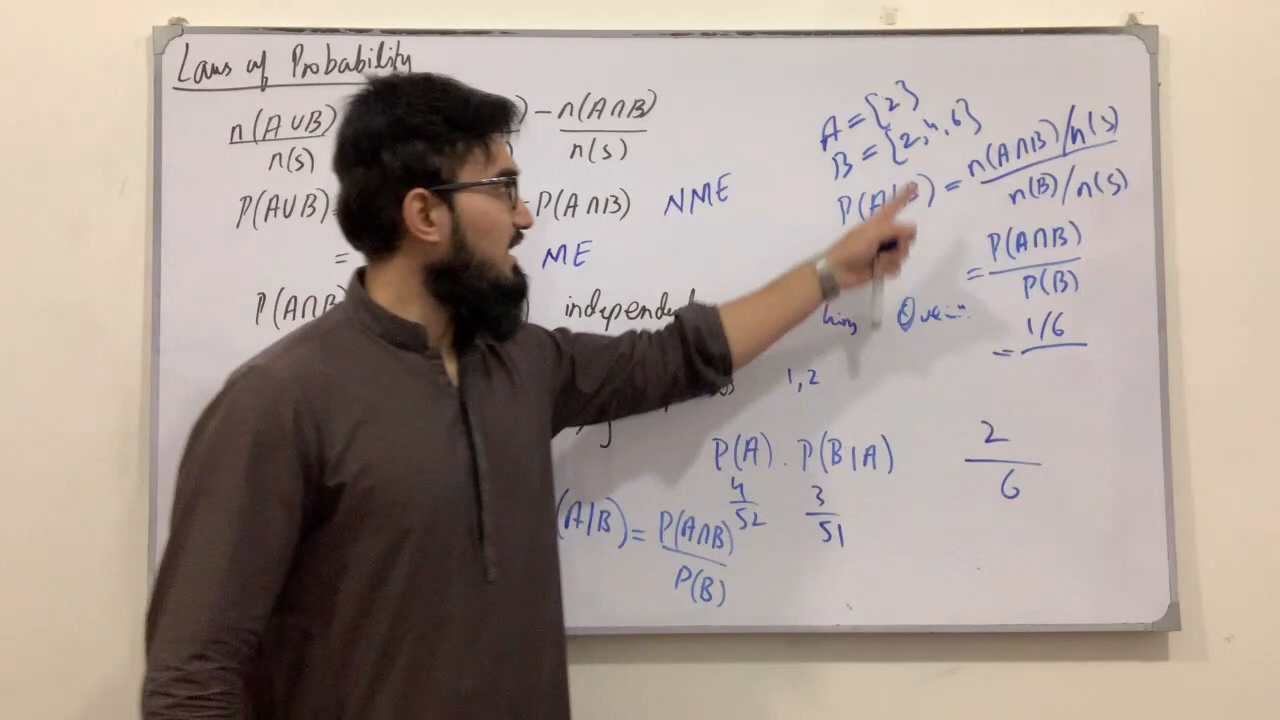 Laws of Probability
n(A∪B)/n(s) ) - n(A∩B)/n(s)
P(A∪B) = - P(A∩B) NME
= ME
P(A∩B) independent
1, 2
P(A) . P(B|A)
4/52 3/51
(A|B) = P(A∩B)/P(B)
A = {2}
B = {2, 4, 6}
P(A|B) = n(A∩B)/n(s) / n(B)/n(s)
= P(A∩B)/P(B)
= 1/6
2/6